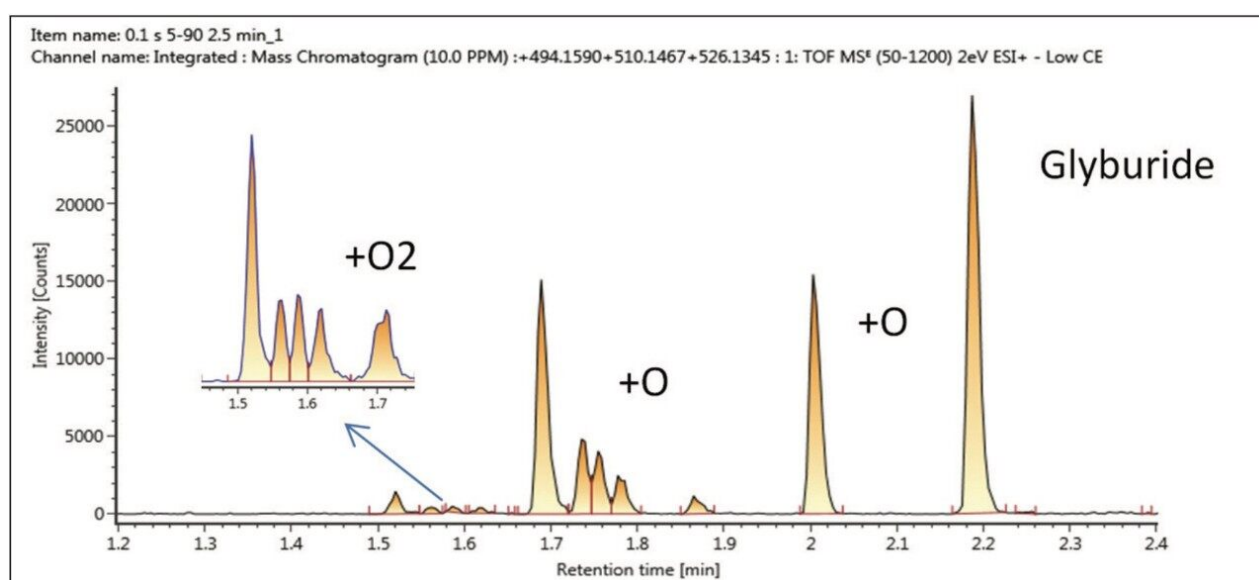 Item name: 0.1 s 5-90 2.5 min_1
Channel name: Integrated : Mass Chromatogram (10.0 PPM) :+494.1590+510.1467+526.1345 : 1: TOF MSᴱ (50-1200) 2eV ESI+ - Low CE
Intensity [Counts]
25000
20000
15000
10000
5000
0
Glyburide
+O2
+O
+O
1.5 1.6 1.7
1.2 1.3 1.4 1.5 1.6 1.7 1.8 1.9 2 2.1 2.2 2.3 2.4
Retention time [min]